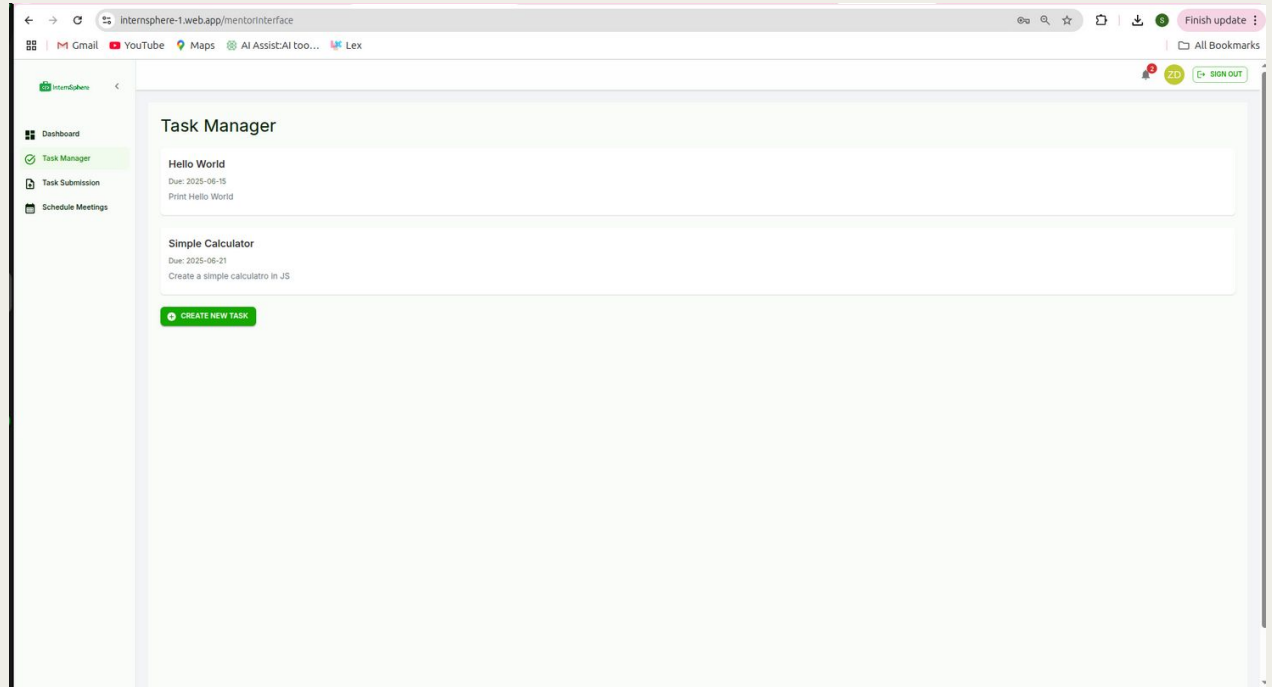 internsphere-1.web.app/mentorInterface
S
Finish update
Gmail
YouTube
Maps
AI Assist:AI too...
Lex
All Bookmarks
InternSphere
2
ZD
SIGN OUT
Dashboard
Task Manager
Task Submission
Schedule Meetings
Task Manager
Hello World
Due: 2025-06-15
Print Hello World
Simple Calculator
Due: 2025-06-21
Create a simple calculatro in JS
CREATE NEW TASK